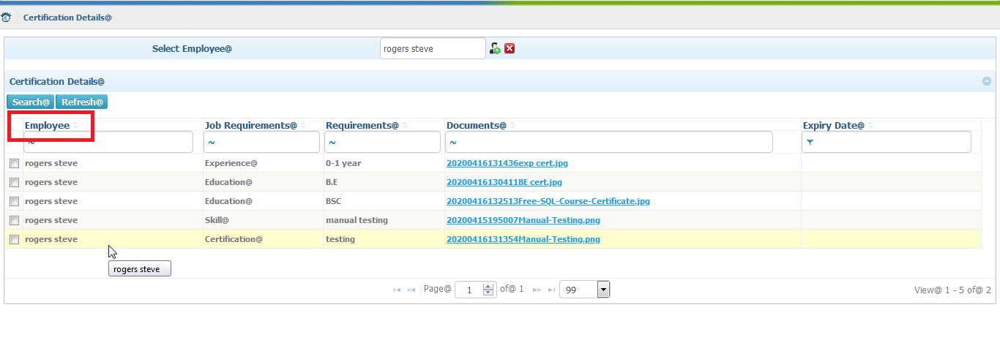 Certification Details@
Select Employee@ rogers steve
Certification Details@
Search@ Refresh@
Employee Job Requirements@ Requirements@ Documents@ Expiry Date@
~ ~ ~ ~
rogers steve Experience@ 0-1 year 20200416131436exp cert.jpg
rogers steve Education@ B.E 20200416130411BE cert.jpg
rogers steve Education@ BSC 20200416132513Free-SQL-Course-Certificate.jpg
rogers steve Skill@ manual testing 20200415195007Manual-Testing.png
rogers steve Certification@ testing 20200416131354Manual-Testing.png
rogers steve
Page@ 1 of@ 1 99 View@ 1 - 5 of@ 2